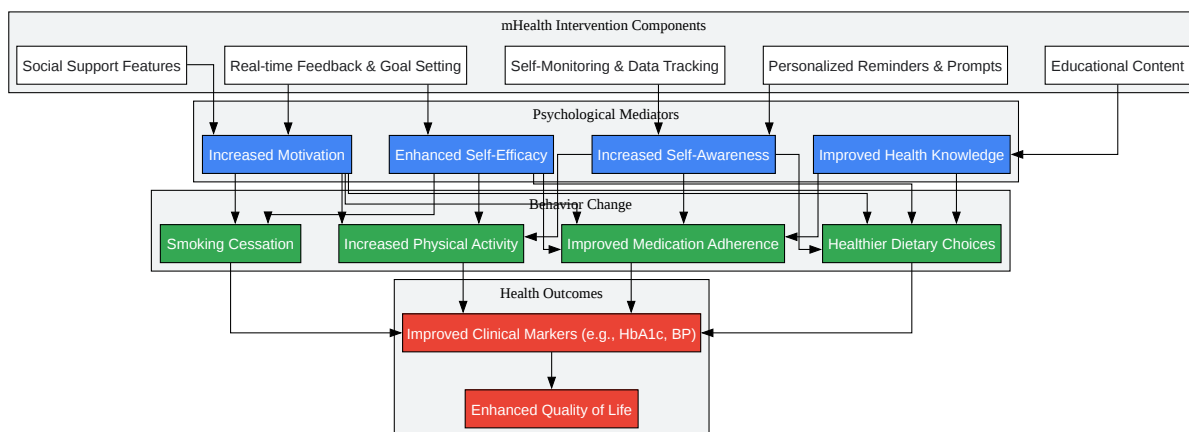 mHealth Intervention Components
Social Support Features
Real-time Feedback & Goal Setting
Self-Monitoring & Data Tracking
Personalized Reminders & Prompts
Educational Content
Psychological Mediators
Increased Motivation
Enhanced Self-Efficacy
Increased Self-Awareness
Improved Health Knowledge
Behavior Change
Smoking Cessation
Increased Physical Activity
Improved Medication Adherence
Healthier Dietary Choices
Health Outcomes
Improved Clinical Markers (e.g., HbA1c, BP)
Enhanced Quality of Life